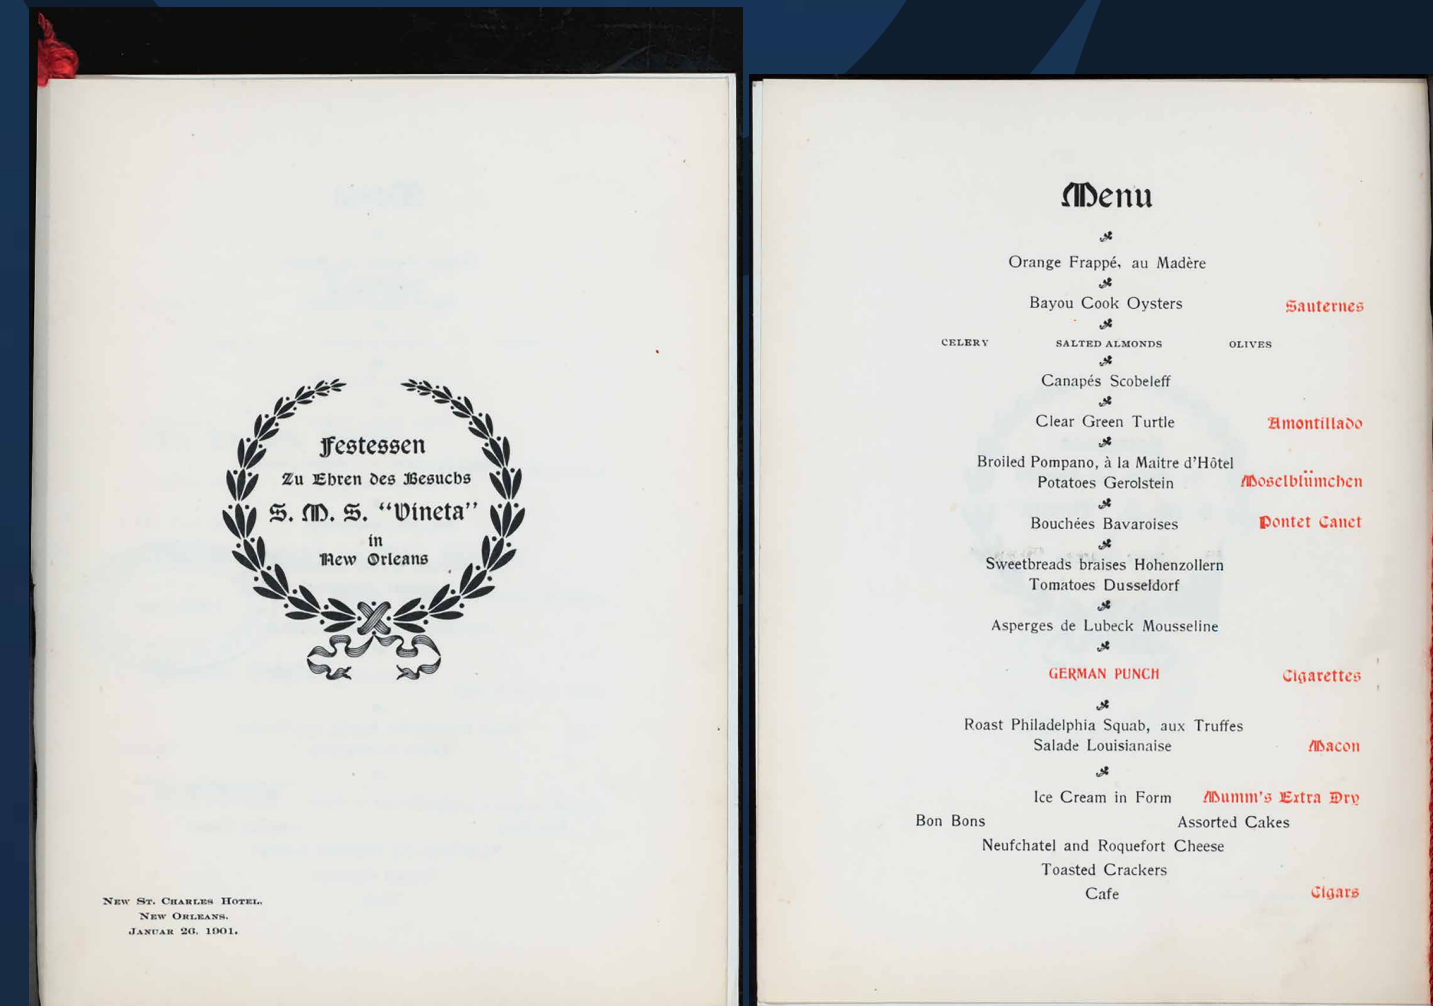 Festessen
Zu Ehren des Besuchs
S. M. S. “Vineta”
in
New Orleans
New St. Charles Hotel,
New Orleans.
Januar 26, 1901.
Menu
Orange Frappé, au Madère
Bayou Cook Oysters Sauternes
CELERY SALTED ALMONDS OLIVES
Canapés Scobeleff
Clear Green Turtle Amontillado
Broiled Pompano, à la Maitre d'Hôtel
Potatoes Gerolstein Moselblümchen
Bouchées Bavaroises Pontet Canet
Sweetbreads braises Hohenzollern
Tomatoes Dusseldorf
Asperges de Lubeck Mousseline
GERMAN PUNCH Cigarettes
Roast Philadelphia Squab, aux Truffes
Salade Louisianaise Macon
Ice Cream in Form Mumm's Extra Dry
Bon Bons Assorted Cakes
Neufchatel and Roquefort Cheese
Toasted Crackers
Cafe Cigars